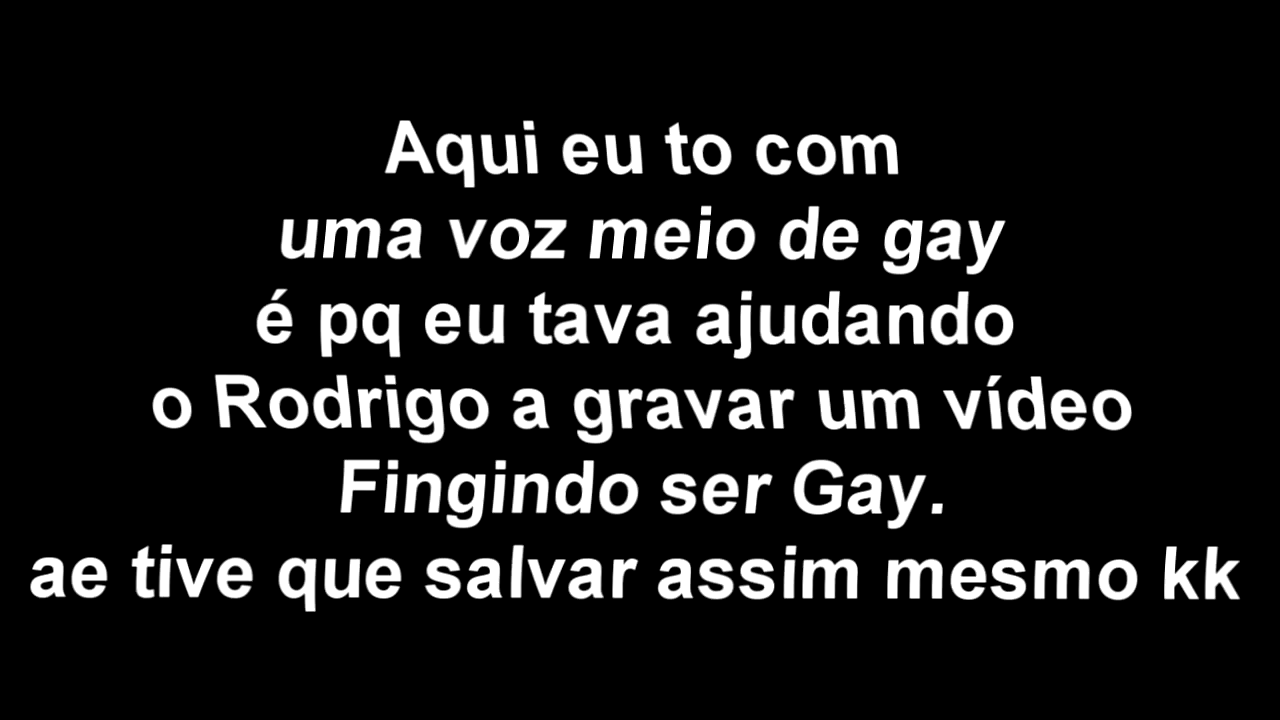 Aqui eu to com
uma voz meio de gay
é pq eu tava ajudando
o Rodrigo a gravar um vídeo
Fingindo ser Gay.
ae tive que salvar assim mesmo kk